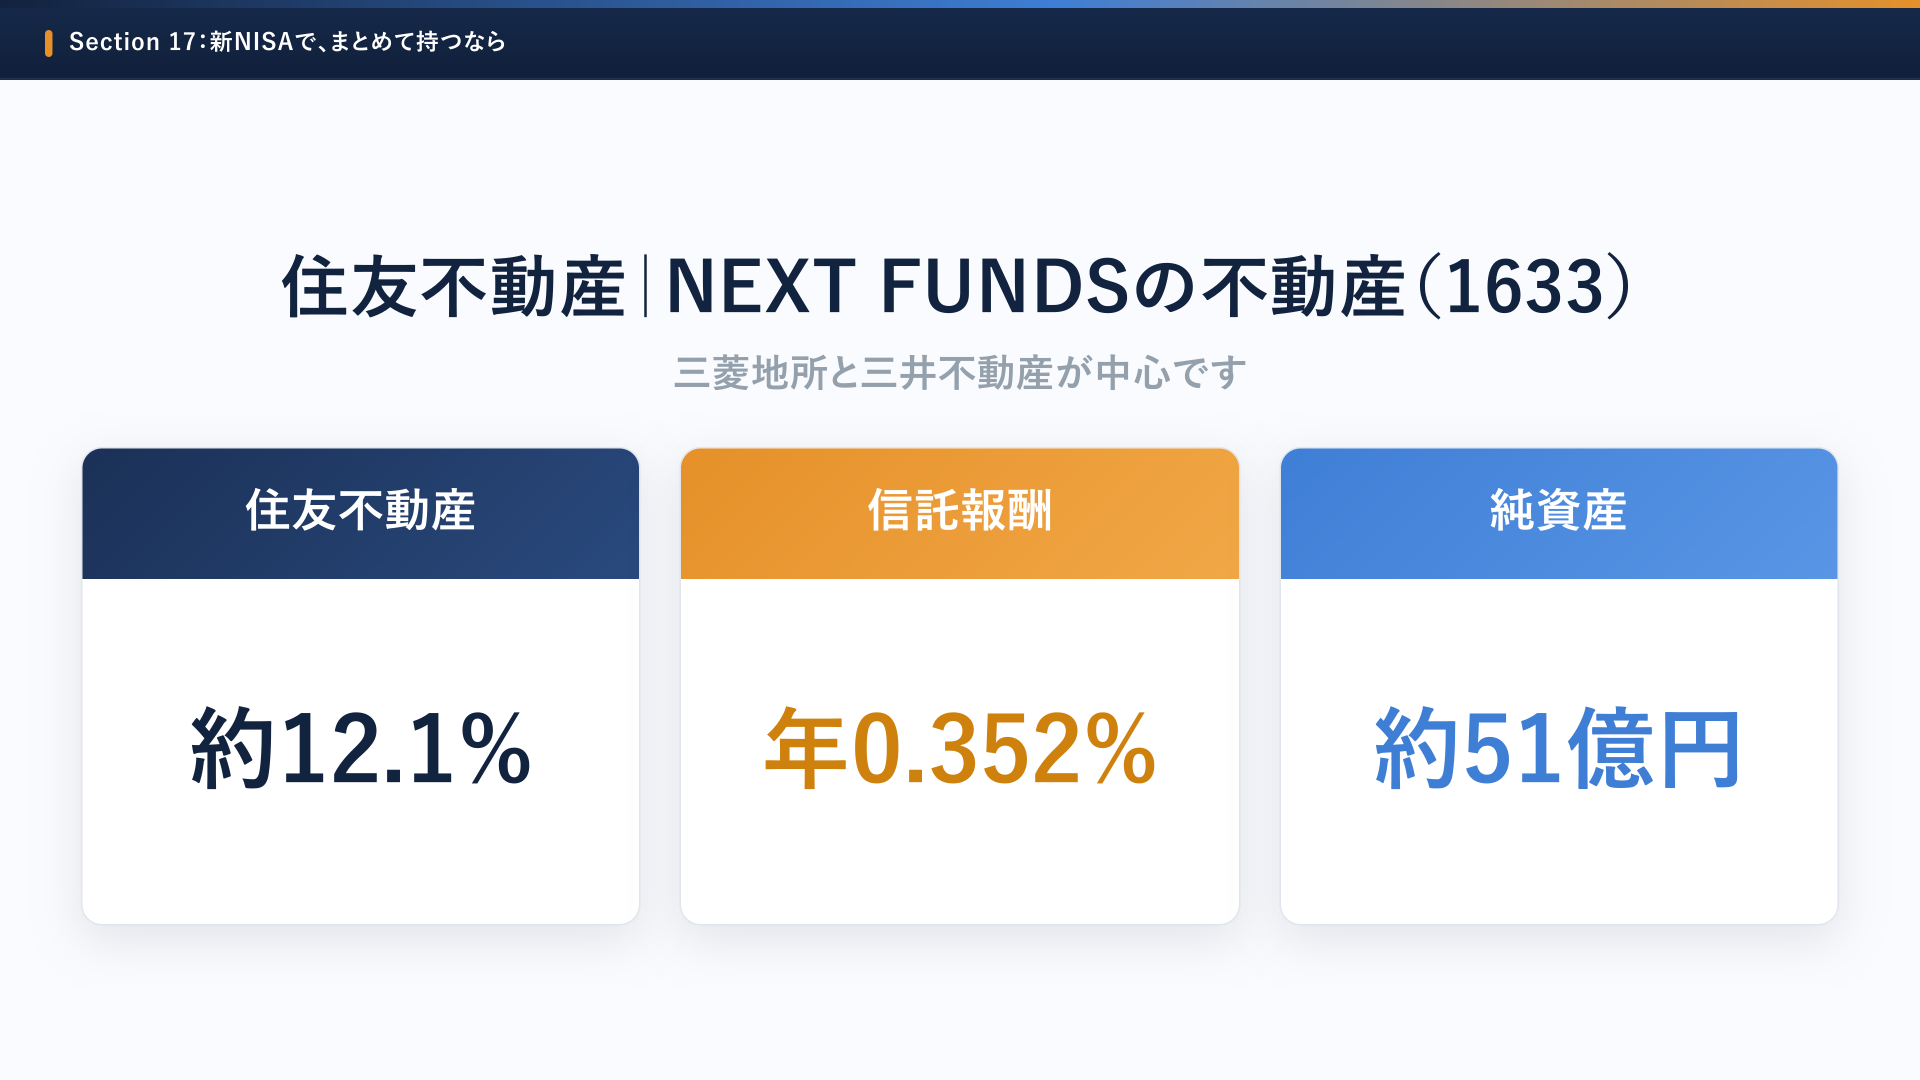 Section 17：新NISAで、まとめて持つなら
住友不動産｜NEXT FUNDSの不動産（1633）
三菱地所と三井不動産が中心です
住友不動産
約12.1%
信託報酬
年0.352%
純資産
約51億円